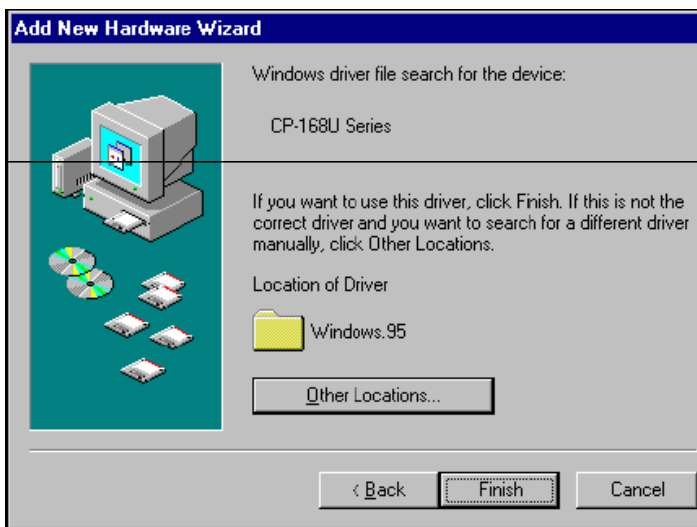 Add New Hardware Wizard
Windows driver file search for the device:
CP-168U Series
If you want to use this driver, click Finish. If this is not the
correct driver and you want to search for a different driver
manually, click Other Locations.
Location of Driver
Windows.95
Other Locations...
< Back
Finish
Cancel